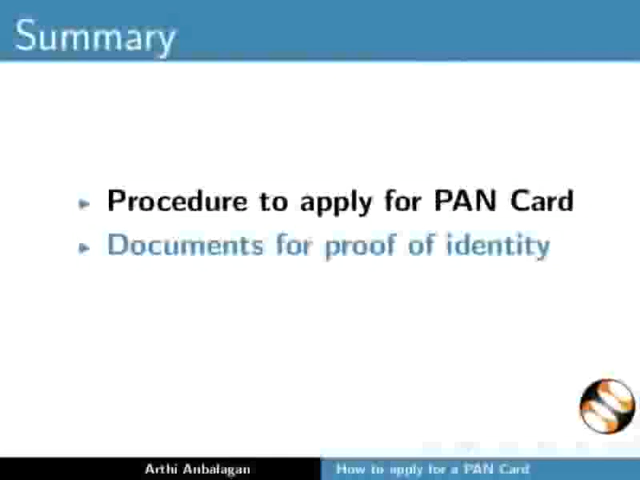 Summary
Procedure to apply for PAN Card
Documents for proof of identity
Arthi Anbalagan
How to apply for a PAN Card